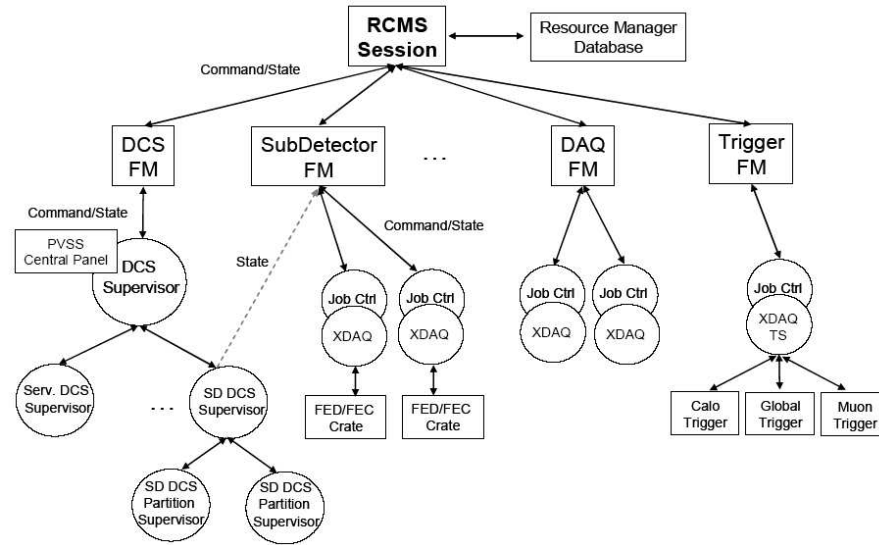 RCMS
Session
Resource Manager
Database
Command/State
DCS
FM
SubDetector
FM
...
DAQ
FM
Trigger
FM
Command/State
PVSS
Central Panel
DCS
Supervisor
State
Command/State
Job Ctrl
XDAQ
Job Ctrl
XDAQ
Job Ctrl
XDAQ
Job Ctrl
XDAQ
Job Ctrl
XDAQ
TS
Serv. DCS
Supervisor
...
SD DCS
Supervisor
FED/FEC
Crate
FED/FEC
Crate
Calo
Trigger
Global
Trigger
Muon
Trigger
SD DCS
Partition
Supervisor
SD DCS
Partition
Supervisor